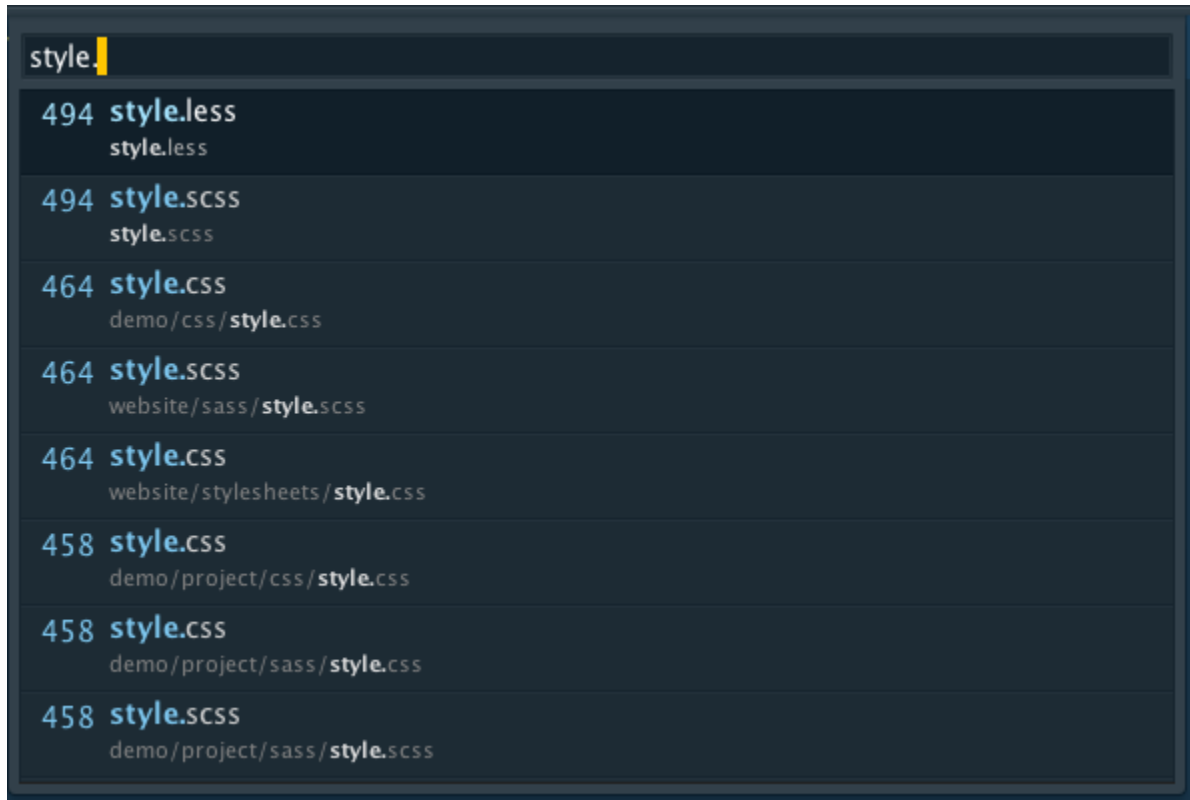 style.
494 style.less
style.less
494 style.scss
style.scss
464 style.css
demo/css/style.css
464 style.scss
website/sass/style.scss
464 style.css
website/stylesheets/style.css
458 style.css
demo/project/css/style.css
458 style.css
demo/project/sass/style.css
458 style.scss
demo/project/sass/style.scss